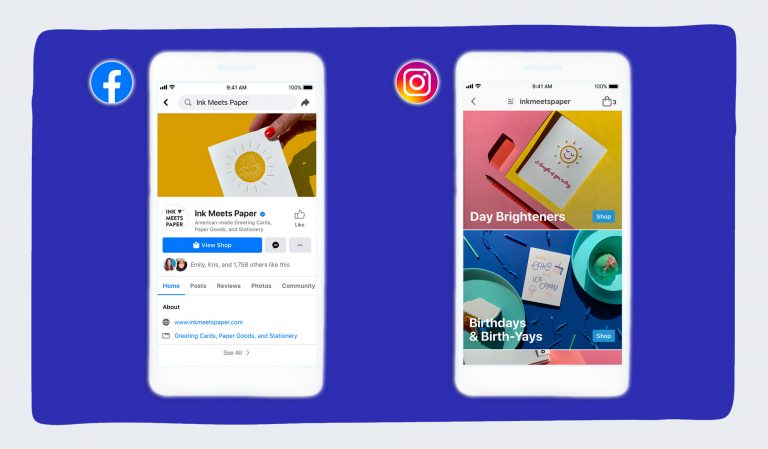 9:41 AM
100%
Ink Meets Paper
INK
MEETS
PAPER
Ink Meets Paper
American-made Greeting Cards,
Paper Goods, and Stationery
Like
View Shop
Emily, Kris, and 1,758 others like this
Home Posts Reviews Photos Community
About
www.inkmeetspaper.com
Greeting Cards, Paper Goods, and Stationery
See All
9:41 AM
100%
inkmeetspaper
3
Day Brighteners
Shop
CAKE
ICE
CREAM
Birthdays
& Birth-Yays
Shop